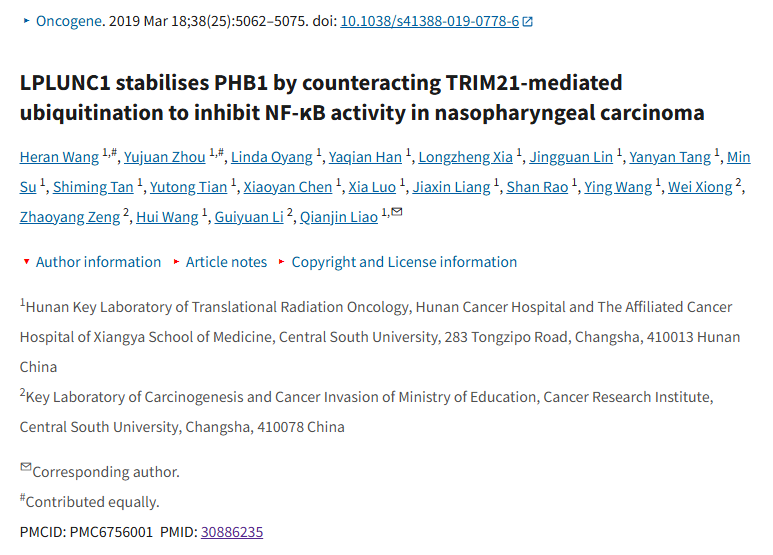 Oncogene. 2019 Mar 18;38(25):5062–5075. doi: 10.1038/s41388-019-0778-6
LPLUNC1 stabilises PHB1 by counteracting TRIM21-mediated
ubiquitination to inhibit NF-κB activity in nasopharyngeal carcinoma
Heran Wang 1,#, Yujuan Zhou 1,#, Linda Oyang 1, Yaqian Han 1, Longzheng Xia 1, Jingguan Lin 1, Yanyan Tang 1, Min
Su 1, Shiming Tan 1, Yutong Tian 1, Xiaoyan Chen 1, Xia Luo 1, Jiaxin Liang 1, Shan Rao 1, Ying Wang 1, Wei Xiong 2,
Zhaoyang Zeng 2, Hui Wang 1, Guiyuan Li 2, Qianjin Liao 1,✉
Author information Article notes Copyright and License information
1Hunan Key Laboratory of Translational Radiation Oncology, Hunan Cancer Hospital and The Affiliated Cancer
Hospital of Xiangya School of Medicine, Central South University, 283 Tongzipo Road, Changsha, 410013 Hunan
China
2Key Laboratory of Carcinogenesis and Cancer Invasion of Ministry of Education, Cancer Research Institute,
Central South University, Changsha, 410078 China
✉Corresponding author.
#Contributed equally.
PMCID: PMC6756001 PMID: 30886235